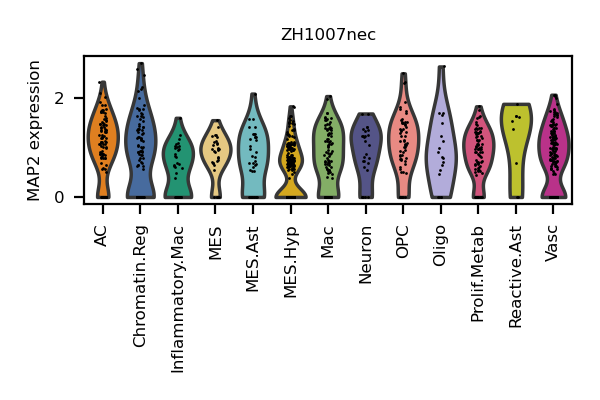 ZH1007nec
MAP2 expression
2
0
AC
Chromatin.Reg
Inflammatory.Mac
MES
MES.Ast
MES.Hyp
Mac
Neuron
OPC
Oligo
Prolif.Metab
Reactive.Ast
Vasc